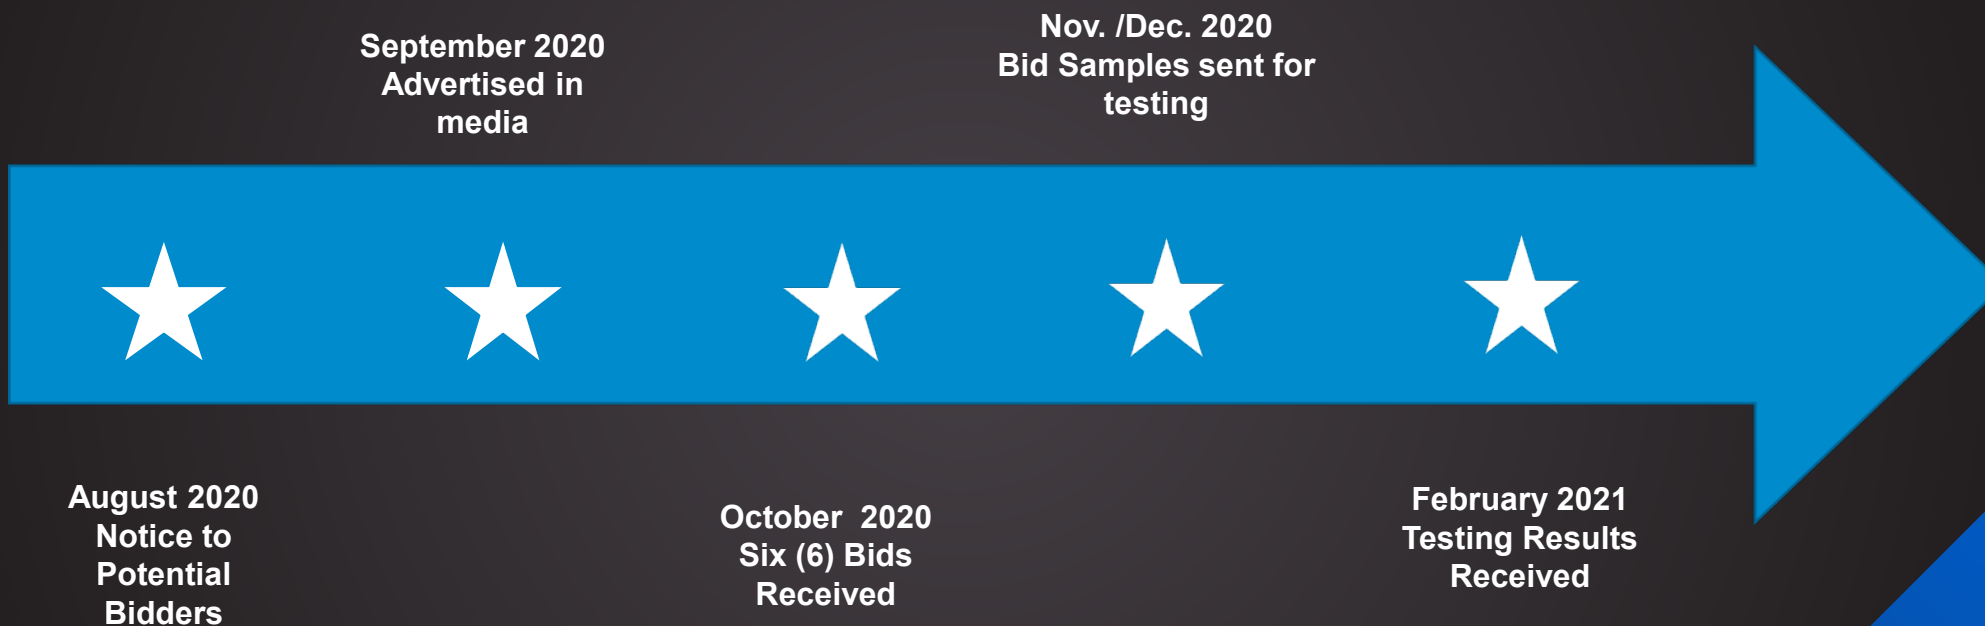 September 2020
Advertised in
media
Nov. /Dec. 2020
Bid Samples sent for
testing
August 2020
Notice to
Potential
Bidders
October  2020
Six (6) Bids
Received
February 2021
Testing Results
Received